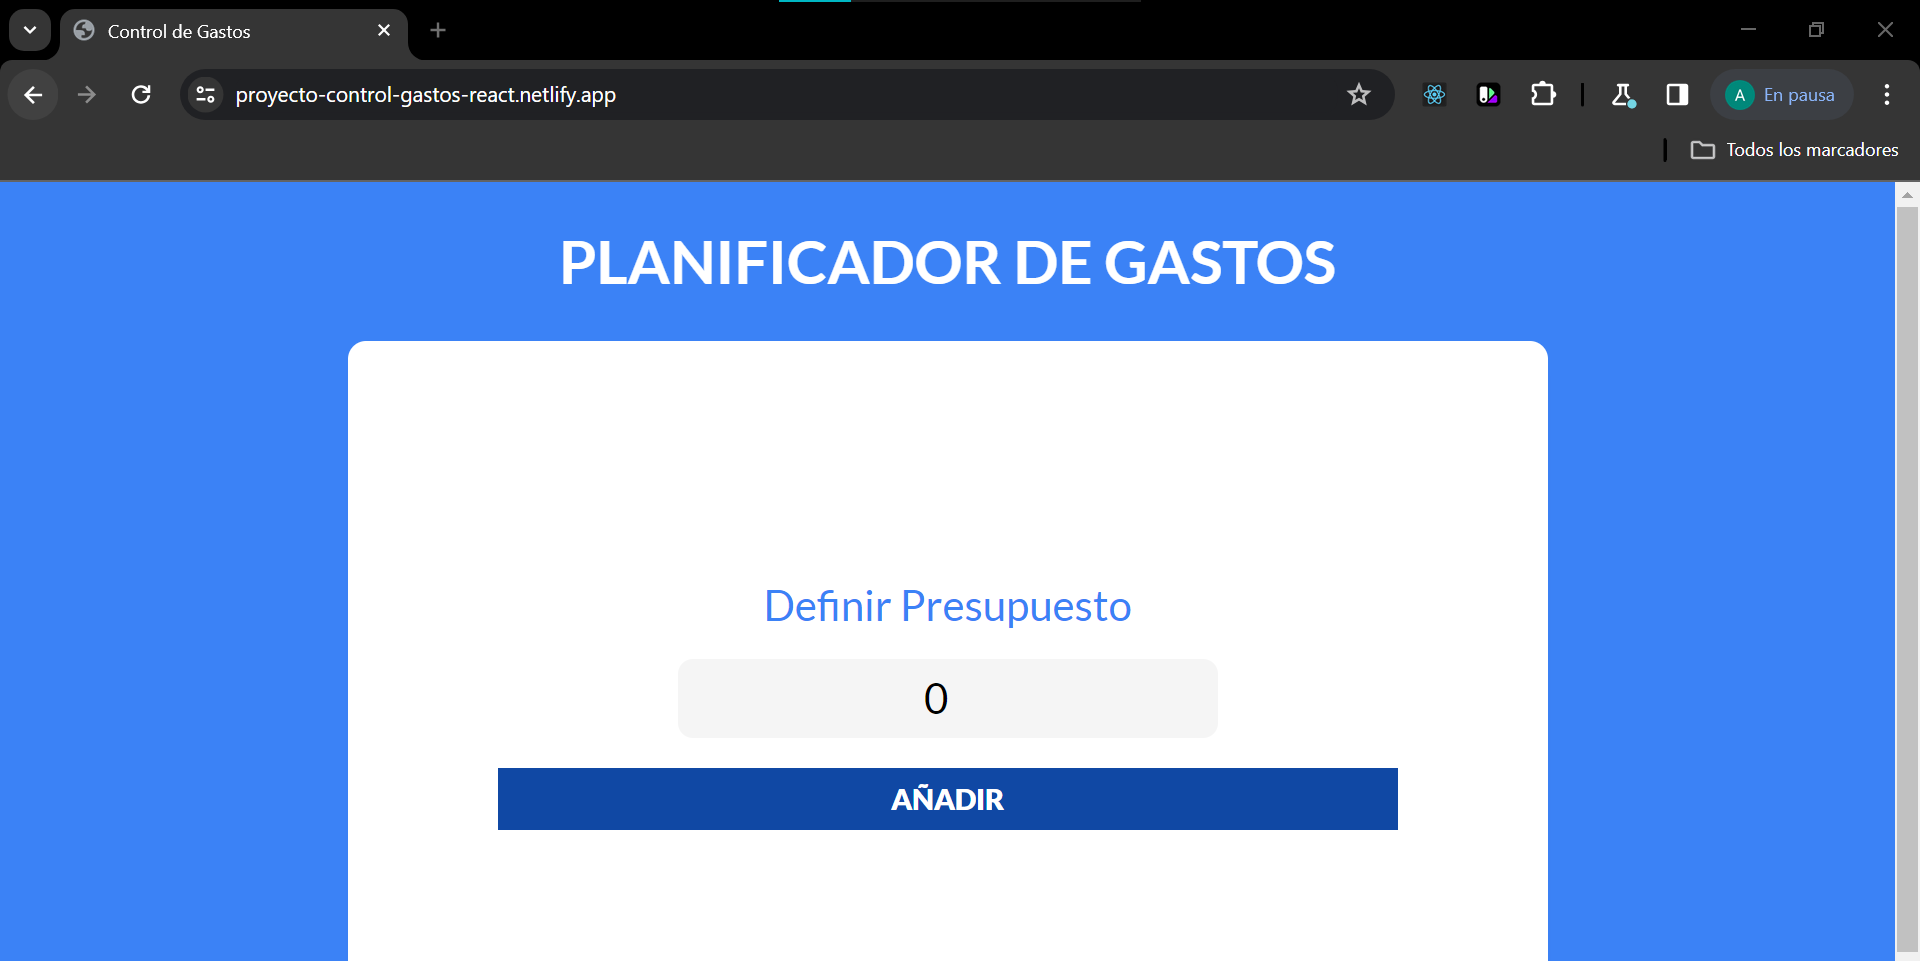 Control de Gastos
proyecto-control-gastos-react.netlify.app
A En pausa
Todos los marcadores
PLANIFICADOR DE GASTOS
Definir Presupuesto
0
AÑADIR